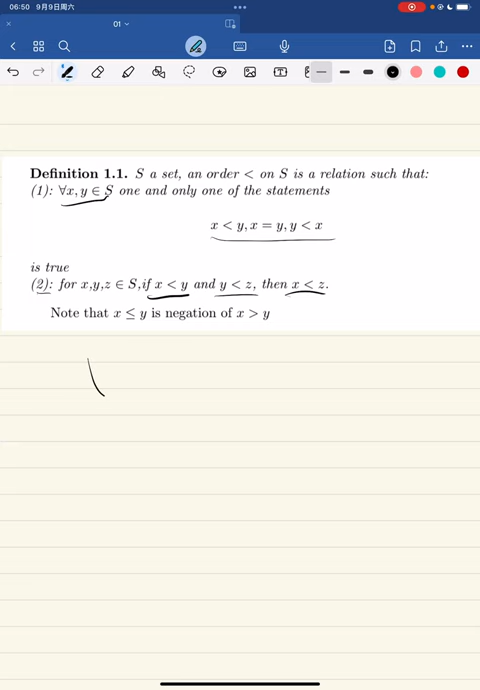 06:50 9月9日周六
01
Definition 1.1. S a set, an order < on S is a relation such that:
(1): ∀x, y ∈ S one and only one of the statements
x < y, x = y, y < x
is true
(2): for x,y,z ∈ S,if x < y and y < z, then x < z.
Note that x ≤ y is negation of x > y